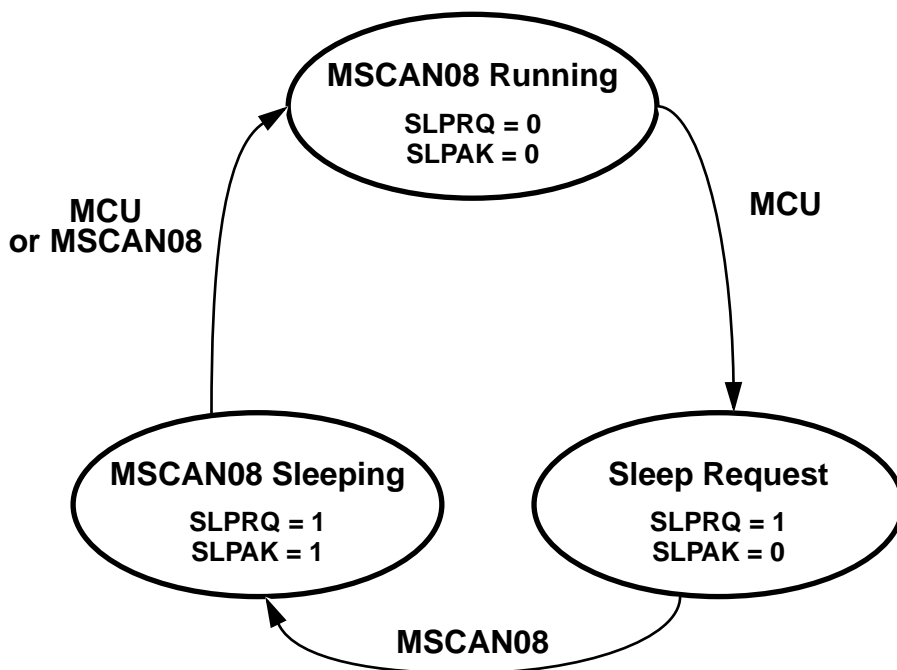 MSCAN08 Running
SLPRQ = 0
SLPAK = 0
MCU
or MSCAN08
MCU
MSCAN08 Sleeping
SLPRQ = 1
SLPAK = 1
Sleep Request
SLPRQ = 1
SLPAK = 0
MSCAN08